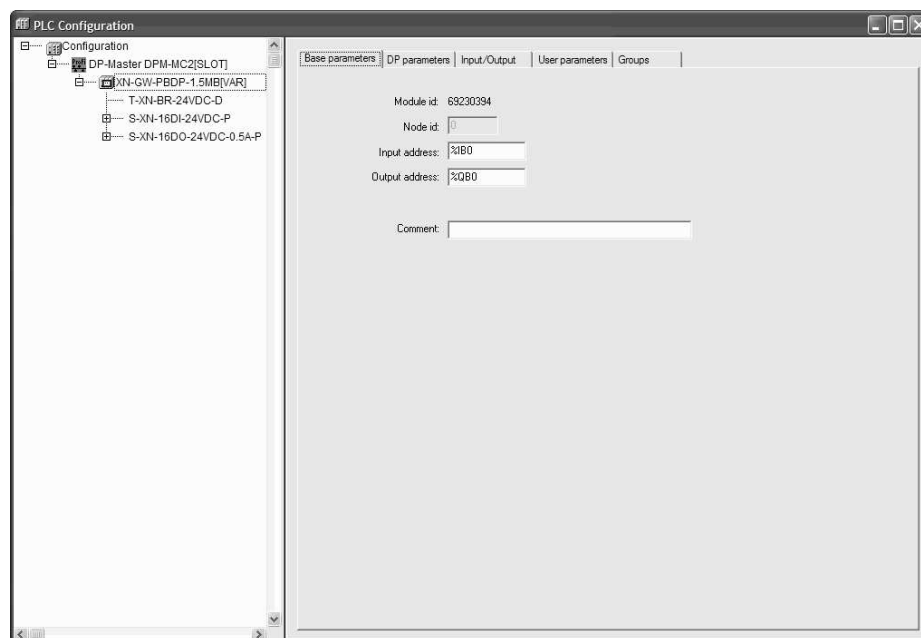 PLC Configuration
Configuration
DP-Master DPM-MC2[SLOT]
XN-GW-PBDP-1.5MB[VAR]
T-XN-BR-24VDC-D
S-XN-16DI-24VDC-P
S-XN-16DO-24VDC-0.5A-P
Base parameters DP parameters Input/Output User parameters Groups
Module id: 69230394
Node id: 0
Input address: %IB0
Output address: %QB0
Comment: